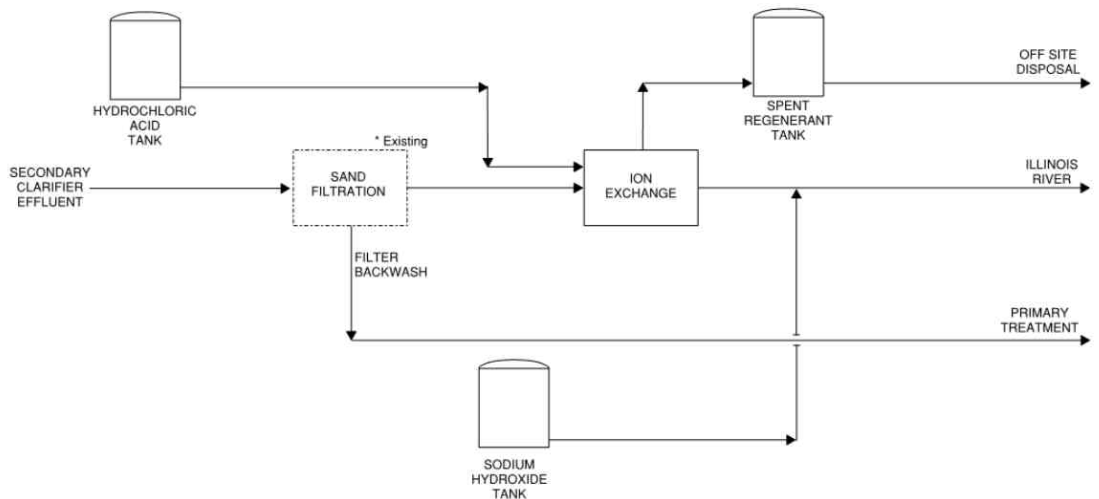 OFF SITE
DISPOSAL
HYDROCHLORIC
ACID
TANK
SPENT
REGENERANT
TANK
* Existing
SECONDARY
CLARIFIER
EFFLUENT
SAND
FILTRATION
ION
EXCHANGE
ILLINOIS
RIVER
FILTER
BACKWASH
PRIMARY
TREATMENT
SODIUM
HYDROXIDE
TANK